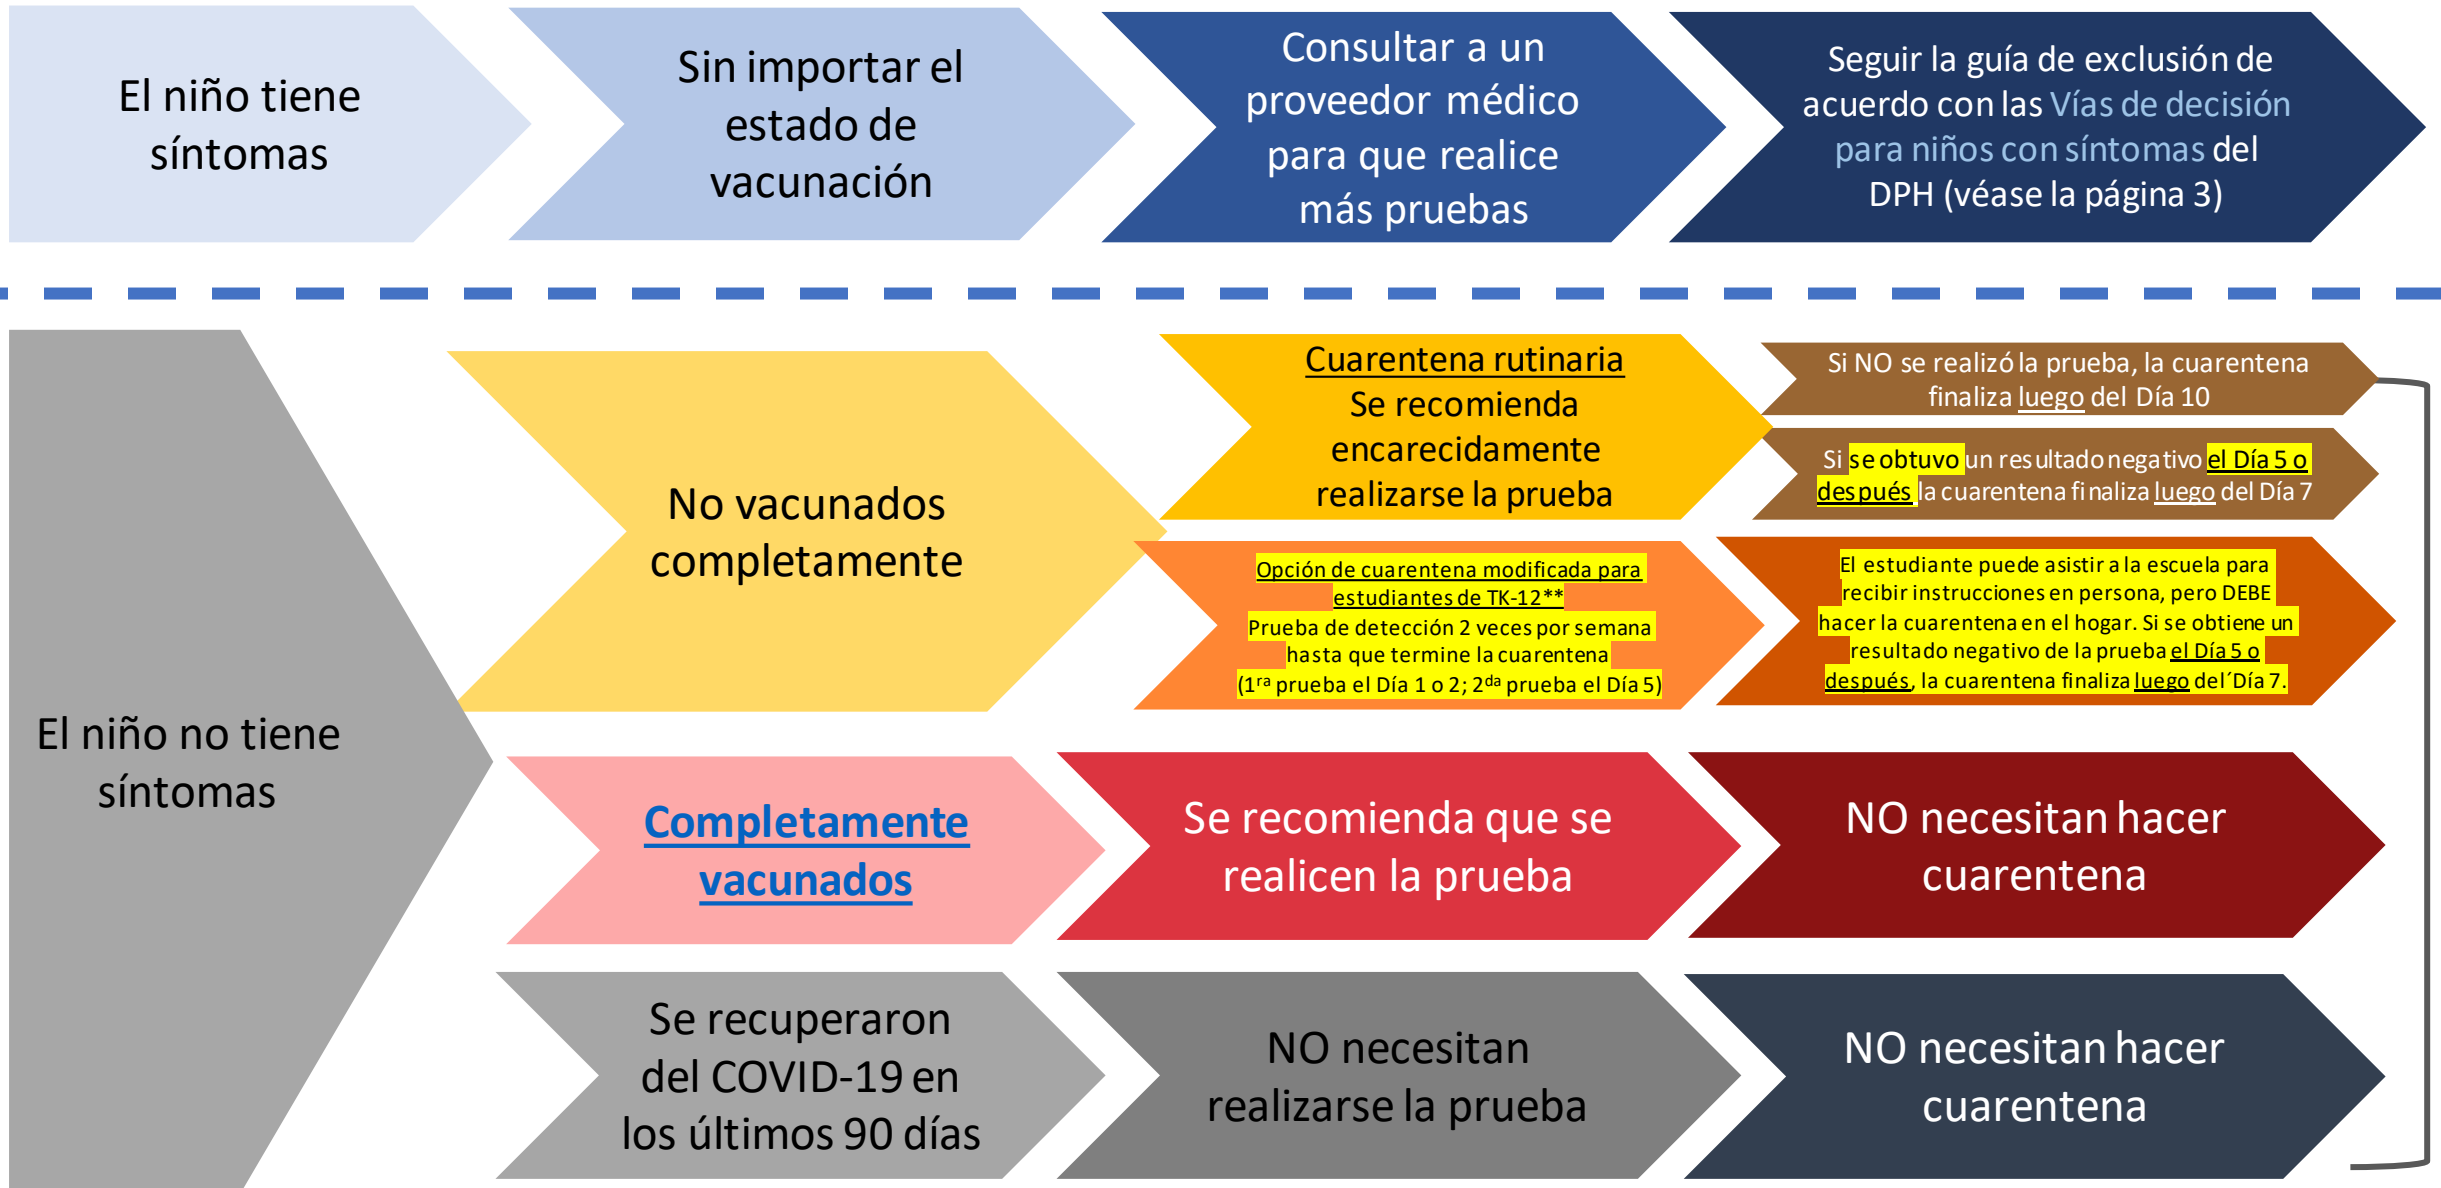 El niño tiene
síntomas
Sin importar el
estado de
vacunación
Consultar a un
proveedor médico
para que realice
más pruebas
Seguir la guía de exclusión de
acuerdo con las Vías de decisión
para niños con síntomas del
DPH (véase la página 3)
El niño no tiene
síntomas
No vacunados
completamente
Cuarentena rutinaria
Se recomienda
encarecidamente
realizarse la prueba
Si NO se realizó la prueba, la cuarentena
finaliza luego del Día 10
Si se obtuvo un resultado negativo el Día 5 o
después la cuarentena finaliza luego del Día 7
Opción de cuarentena modificada para
estudiantes de TK-12**
Prueba de detección 2 veces por semana
hasta que termine la cuarentena
(1ra prueba el Día 1 o 2; 2da prueba el Día 5)
El estudiante puede asistir a la escuela para
recibir instrucciones en persona, pero DEBE
hacer la cuarentena en el hogar. Si se obtiene un
resultado negativo de la prueba el Día 5 o
después, la cuarentena finaliza luego del´Día 7.
Completamente
vacunados
Se recomienda que se
realicen la prueba
NO necesitan hacer
cuarentena
Se recuperaron
del COVID-19 en
los últimos 90 días
NO necesitan
realizarse la prueba
NO necesitan hacer
cuarentena